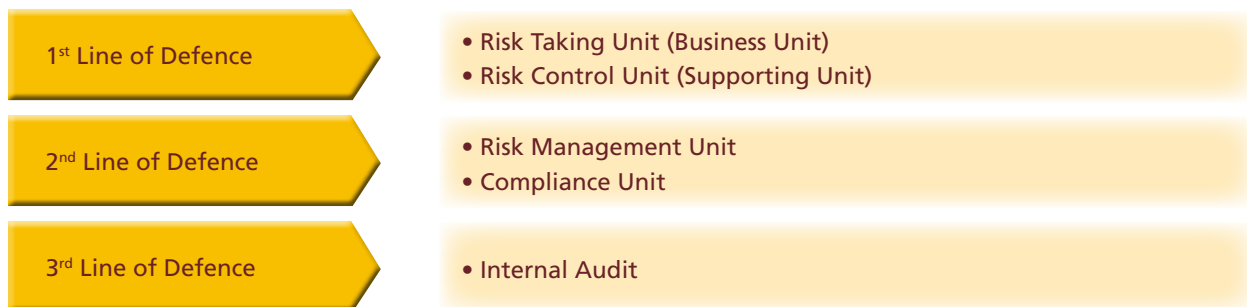 1st Line of Defence
• Risk Taking Unit (Business Unit)
• Risk Control Unit (Supporting Unit)
2nd Line of Defence
• Risk Management Unit
• Compliance Unit
3rd Line of Defence
• Internal Audit